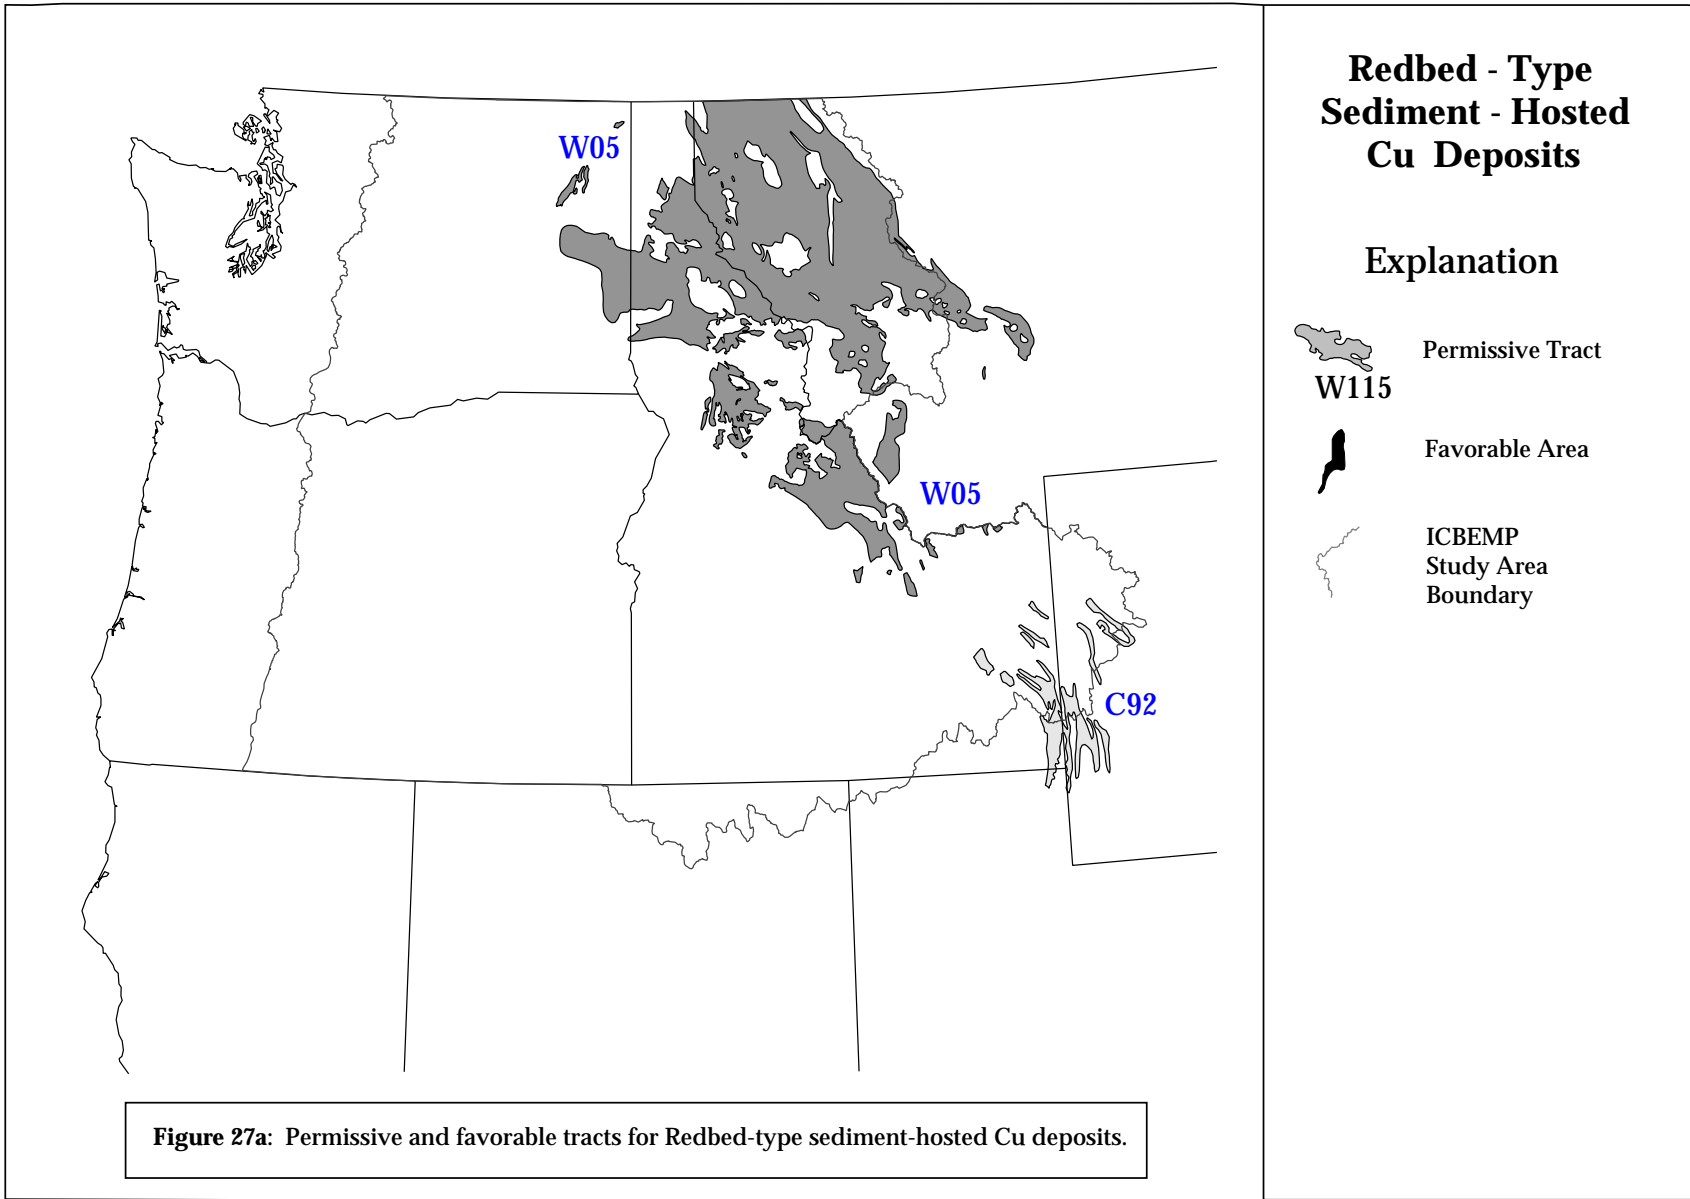 Redbed - Type
Sediment - Hosted
Cu Deposits
Explanation
Permissive Tract
W115
Favorable Area
ICBEMP
Study Area
Boundary
W05
W05
C92
Figure 27a: Permissive and favorable tracts for Redbed-type sediment-hosted Cu deposits.